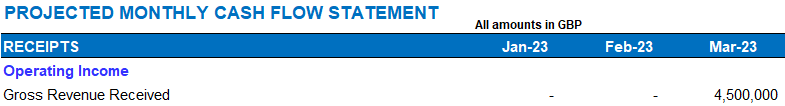 PROJECTED MONTHLY CASH FLOW STATEMENT
All amounts in GBP
RECEIPTS Jan-23 Feb-23 Mar-23
Operating Income
Gross Revenue Received - - 4,500,000